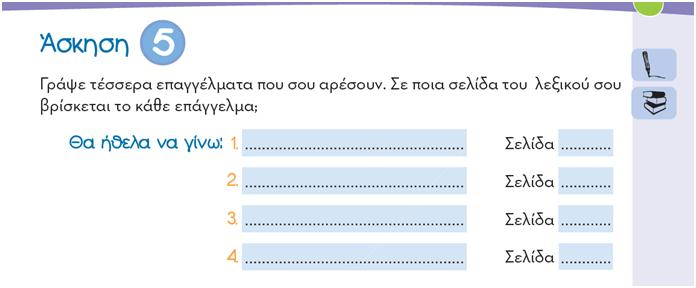 Άσκηση 5
Γράψε τέσσερα επαγγέλματα που σου αρέσουν. Σε ποια σελίδα του λεξικού σου
βρίσκεται το κάθε επάγγελμα;
Θα ήθελα να γίνω: 1. ........................................... Σελίδα ...........
2. ........................................... Σελίδα ...........
3. ........................................... Σελίδα ...........
4. ........................................... Σελίδα ...........